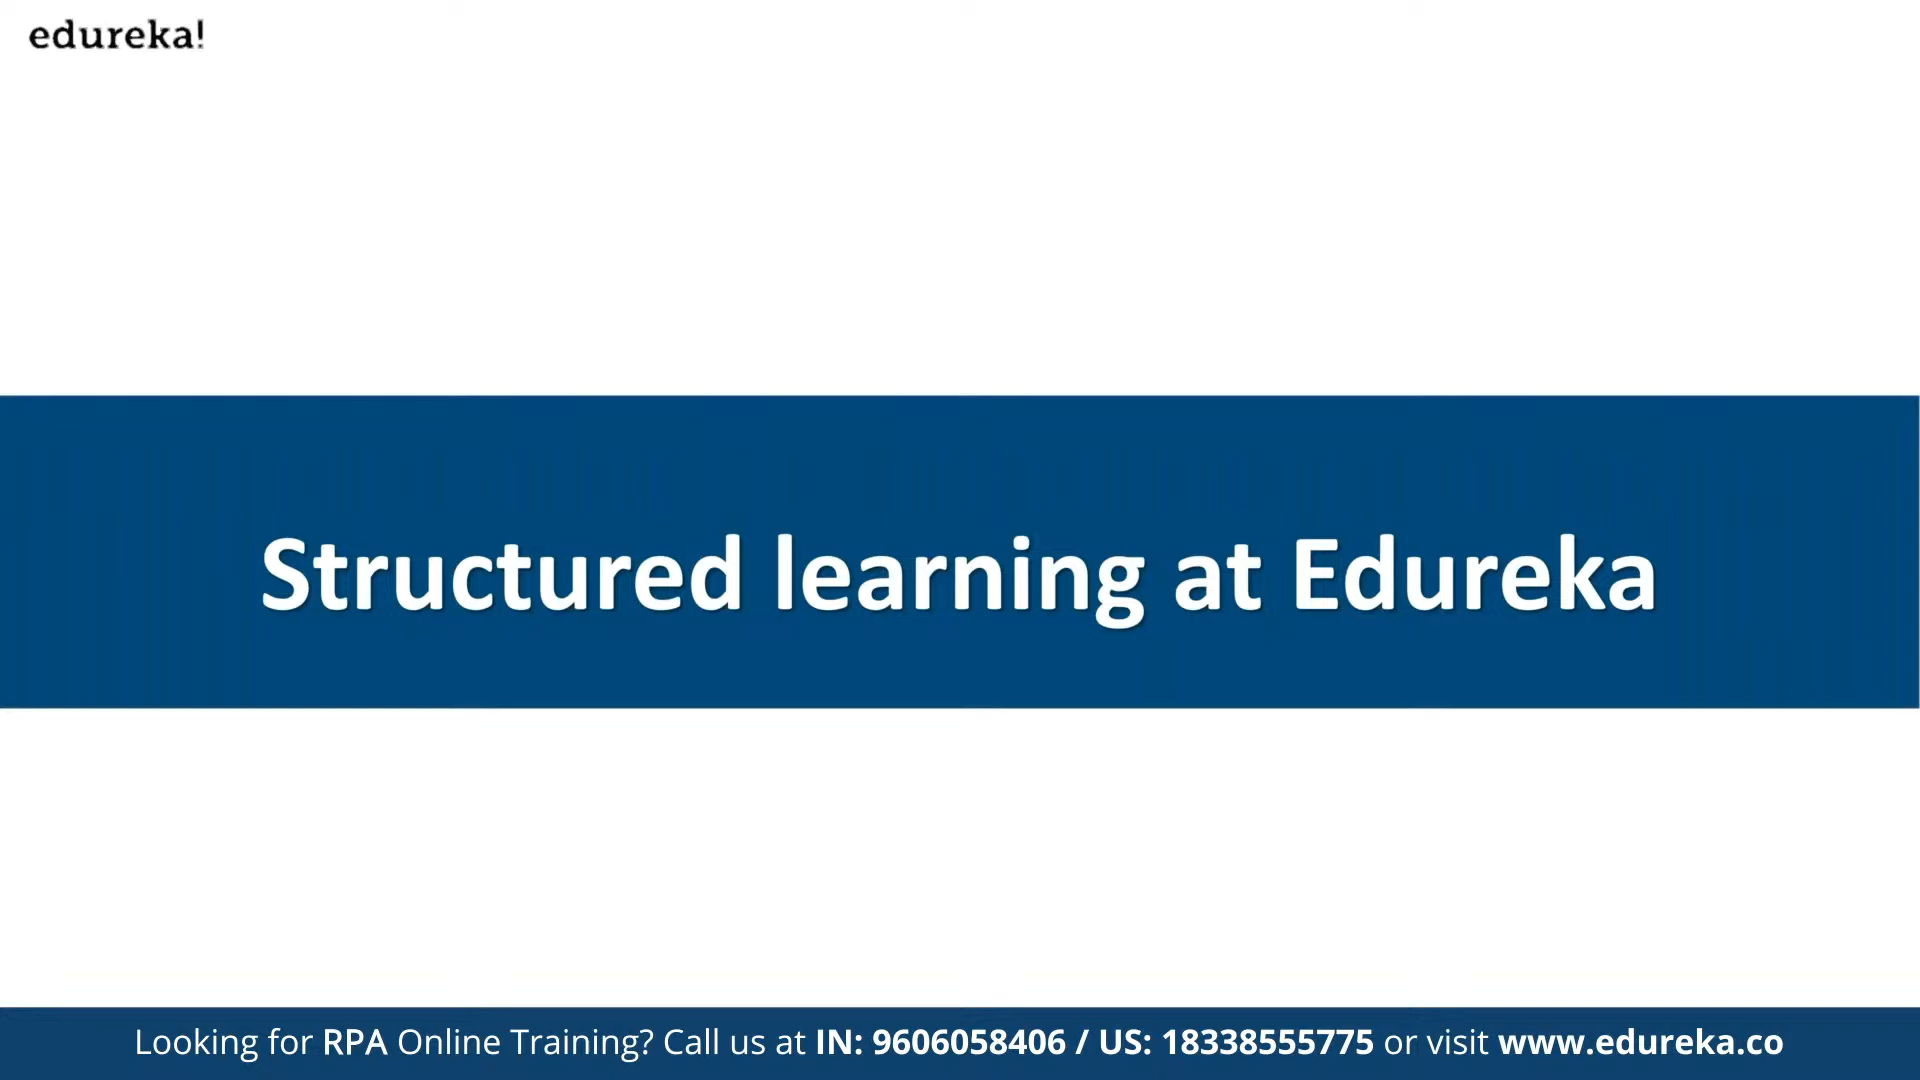 edureka!
Structured learning at Edureka
Looking for RPA Online Training? Call us at IN: 9606058406 / US: 18338555775 or visit www.edureka.co